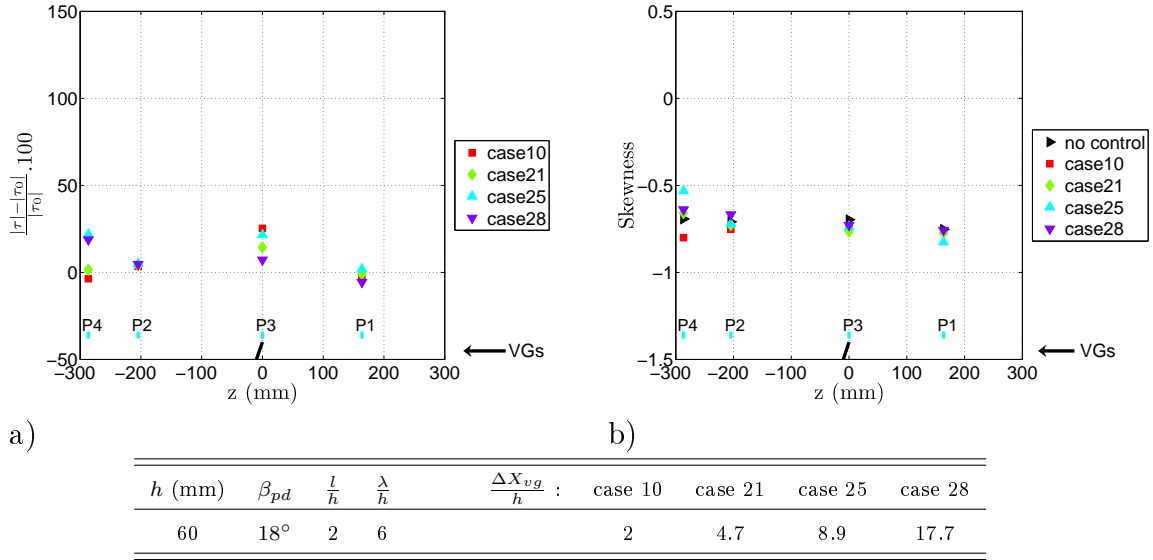 150
100
50
0
−50
|τ|−|τ₀| / |τ₀| .100
P4 P2 P3 P1
−300 −200 −100 0 100 200 300
z (mm)
case10
case21
case25
case28
VGs
a)
0.5
0
−0.5
−1
−1.5
Skewness
P4 P2 P3 P1
−300 −200 −100 0 100 200 300
z (mm)
no control
case10
case21
case25
case28
VGs
b)
h (mm) β_pd l/h λ/h ΔX_vg/h : case 10 case 21 case 25 case 28
60 18° 2 6 2 4.7 8.9 17.7